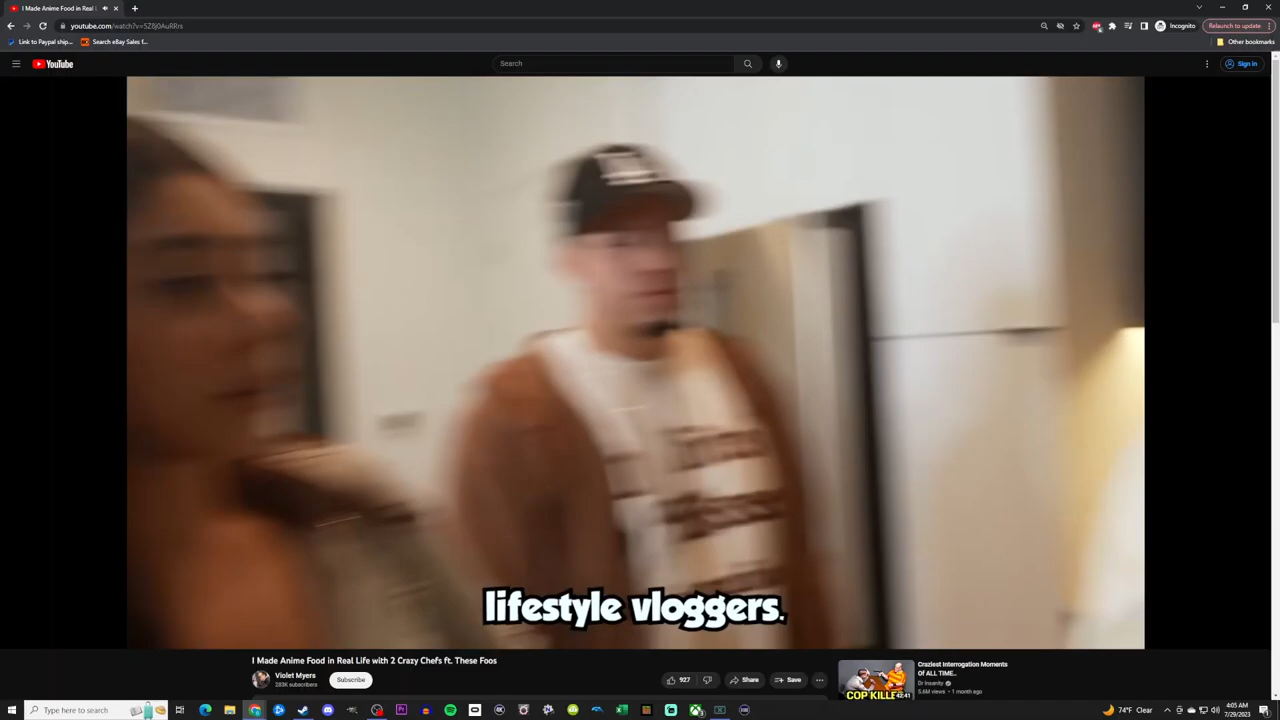 I Made Anime Food in Real L
youtube.com/watch?v=5Z8j0AuRRrs
Incognito
Relaunch to update
Link to Paypal ship...
Search eBay Sales f...
Other bookmarks
YouTube
Search
Sign in
lifestyle vloggers.
I Made Anime Food in Real Life with 2 Crazy Chefs ft. These Foos
Violet Myers
283K subscribers
Subscribe
927
Share
Save
COP KILLE
42:41
Craziest Interrogation Moments
Of ALL TIME..
Dr Insanity
5.6M views • 1 month ago
Type here to search
74°F Clear
4:05 AM
7/29/2023